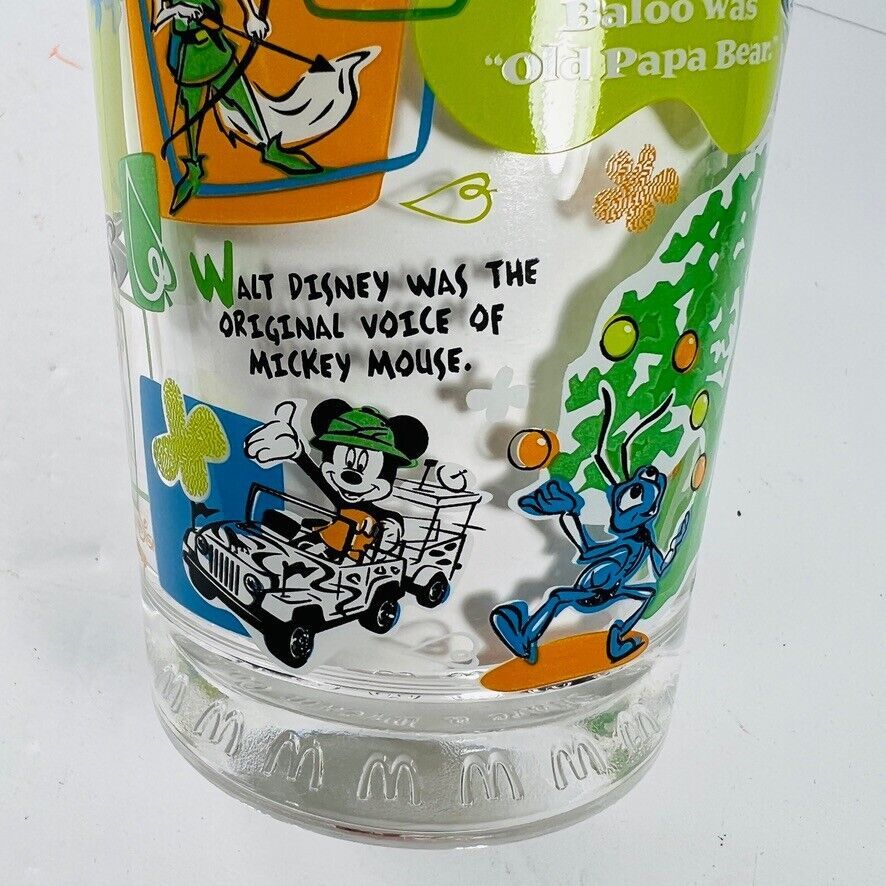 Baloo was
“Old Papa Bear.”
WALT DISNEY WAS THE
ORIGINAL VOICE OF
MICKEY MOUSE.
M M M M M M M M